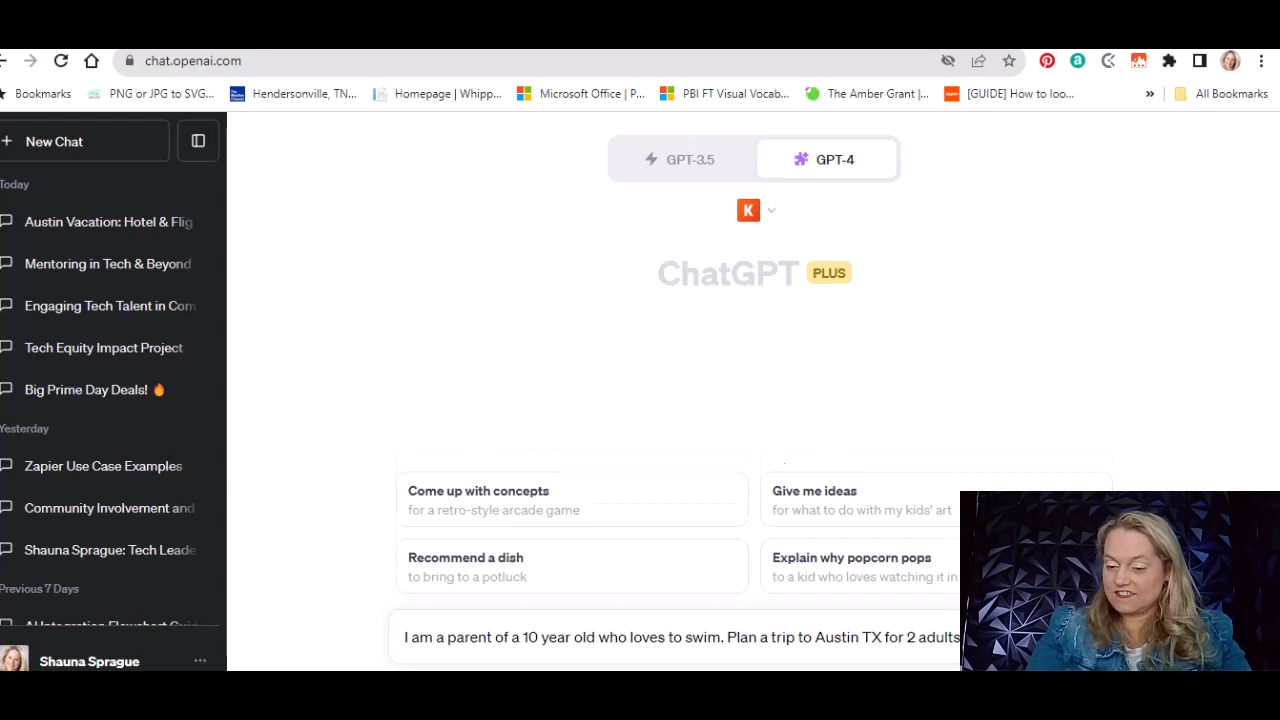 chat.openai.com
Bookmarks
PNG or JPG to SVG...
Hendersonville, TN...
Homepage | Whipp...
Microsoft Office | P...
PBI FT Visual Vocab...
The Amber Grant |...
[GUIDE] How to loo...
»
All Bookmarks
+ New Chat
Today
Austin Vacation: Hotel & Flig
Mentoring in Tech & Beyond
Engaging Tech Talent in Com
Tech Equity Impact Project
Big Prime Day Deals! 🔥
Yesterday
Zapier Use Case Examples
Community Involvement and
Shauna Sprague: Tech Leade
Previous 7 Days
AI Integration Flowchart Gui
Shauna Sprague
...
GPT-3.5
GPT-4
K
ChatGPT PLUS
Come up with concepts
for a retro-style arcade game
Give me ideas
for what to do with my kids' art
Recommend a dish
to bring to a potluck
Explain why popcorn pops
to a kid who loves watching it in
I am a parent of a 10 year old who loves to swim. Plan a trip to Austin TX for 2 adults